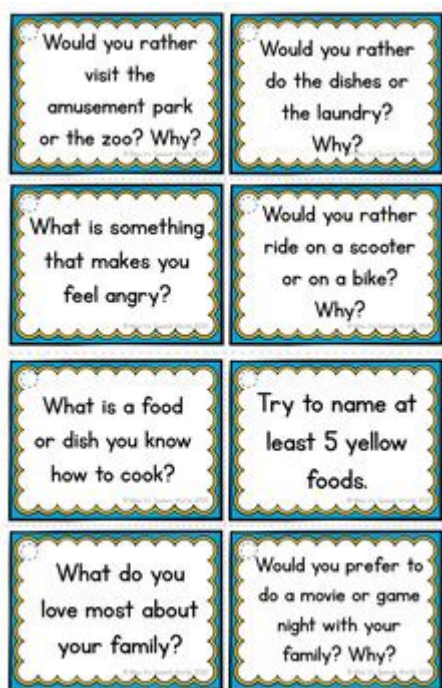 Would you rather
visit the
amusement park
or the zoo? Why?
Would you rather
do the dishes or
the laundry?
Why?
What is something
that makes you
feel angry?
Would you rather
ride on a scooter
or on a bike?
Why?
What is a food
or dish you know
how to cook?
Try to name at
least 5 yellow
foods.
What do you
love most about
your family?
Would you prefer to
do a movie or game
night with your
family? Why?